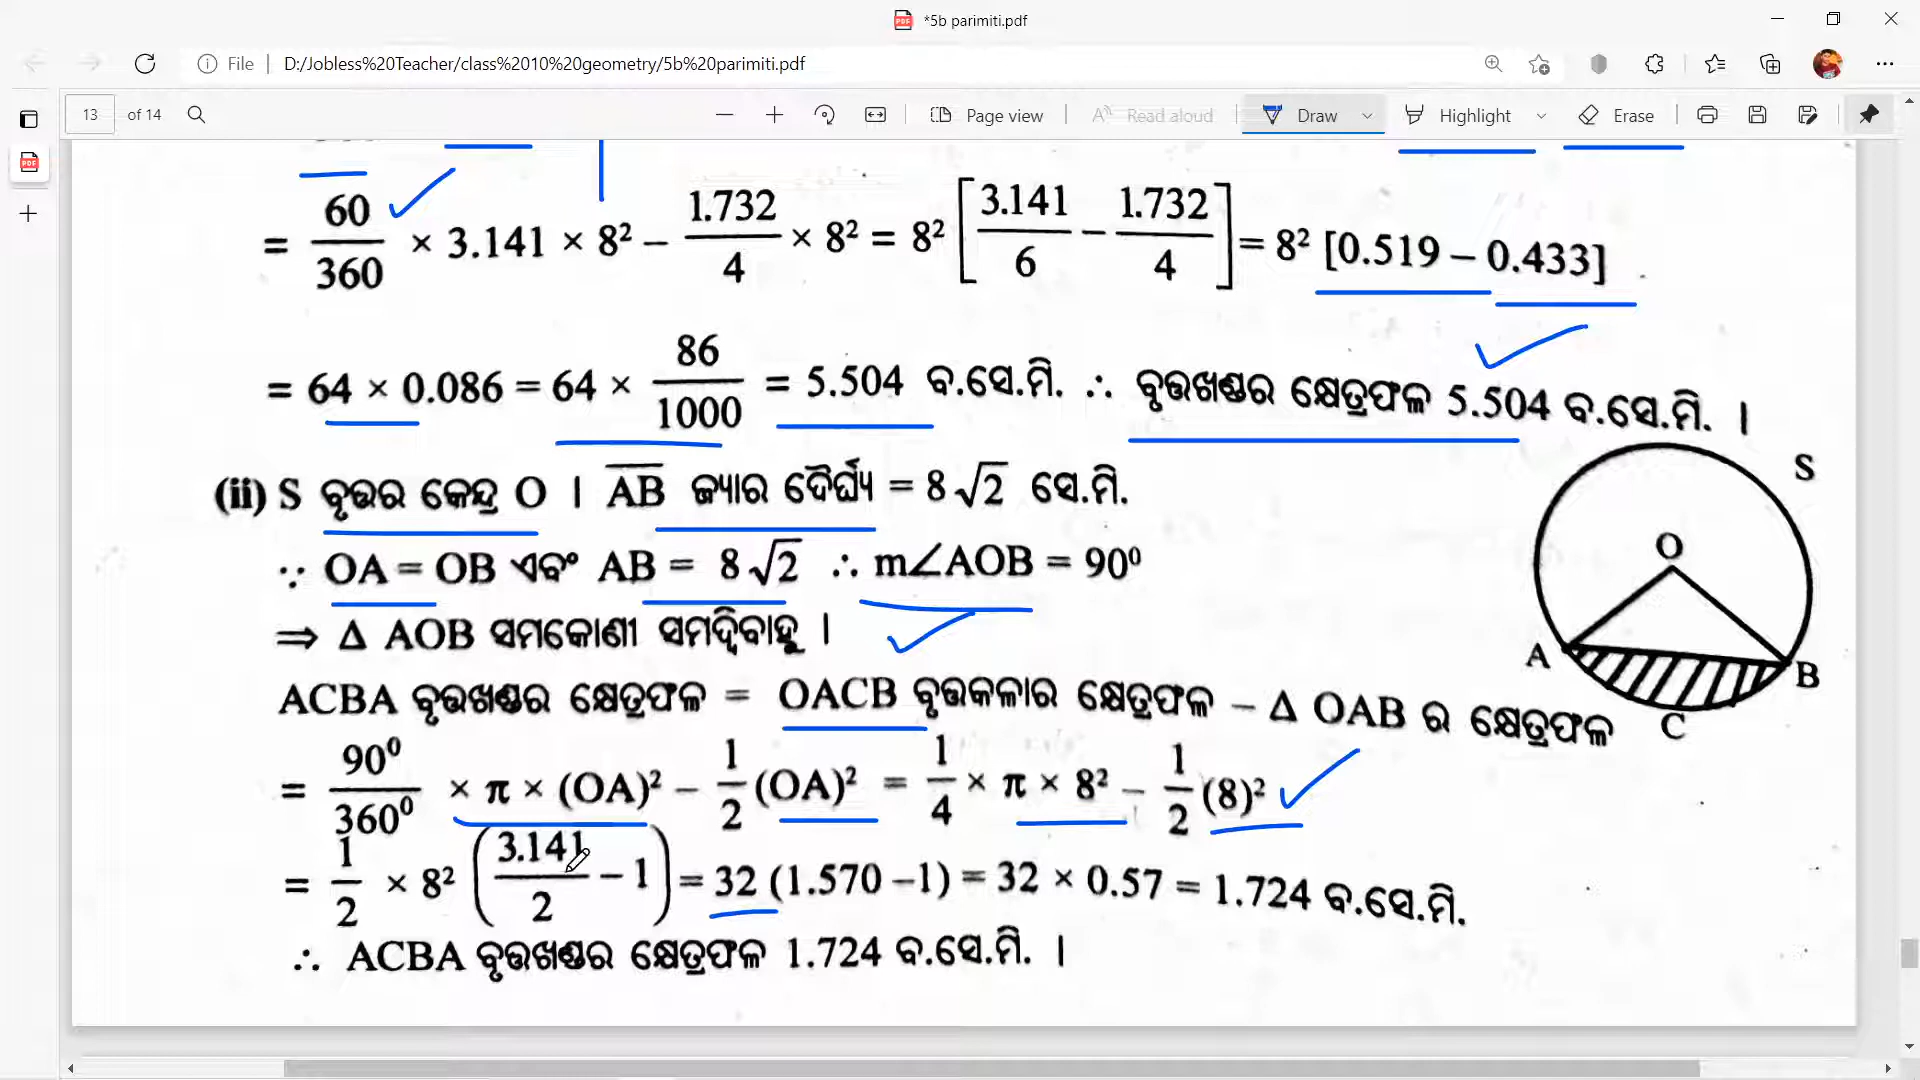 *5b parimiti.pdf
File | D:/Jobless%20Teacher/class%2010%20geometry/5b%20parimiti.pdf
13 of 14 Page view Read aloud Draw Highlight Erase
= 60/360 × 3.141 × 8² – 1.732/4 × 8² = 8² [3.141/6 – 1.732/4] = 8² [0.519 – 0.433]
= 64 × 0.086 = 64 × 86/1000 = 5.504 ବ.ସେ.ମି. ∴ ବୃତ୍ତଖଣ୍ଡର କ୍ଷେତ୍ରଫଳ 5.504 ବ.ସେ.ମି. ।
(ii) S ବୃତ୍ତର କେନ୍ଦ୍ର O । A̅B̅ ଜ୍ୟାର ଦୈର୍ଘ୍ୟ = 8√2 ସେ.ମି.
∵ OA = OB ଏବଂ AB = 8√2 ∴ m∠AOB = 90⁰
⇒ Δ AOB ସମକୋଣୀ ସମଦ୍ୱିବାହୁ ।
ACBA ବୃତ୍ତଖଣ୍ଡର କ୍ଷେତ୍ରଫଳ = OACB ବୃତ୍ତକଳାର କ୍ଷେତ୍ରଫଳ – Δ OAB ର କ୍ଷେତ୍ରଫଳ
= 90⁰/360⁰ × π × (OA)² – 1/2 (OA)² = 1/4 × π × 8² – 1/2 (8)²
= 1/2 × 8² (3.141/2 – 1) = 32 (1.570 –1) = 32 × 0.57 = 1.724 ବ.ସେ.ମି.
∴ ACBA ବୃତ୍ତଖଣ୍ଡର କ୍ଷେତ୍ରଫଳ 1.724 ବ.ସେ.ମି. ।
S
O
A
B
C